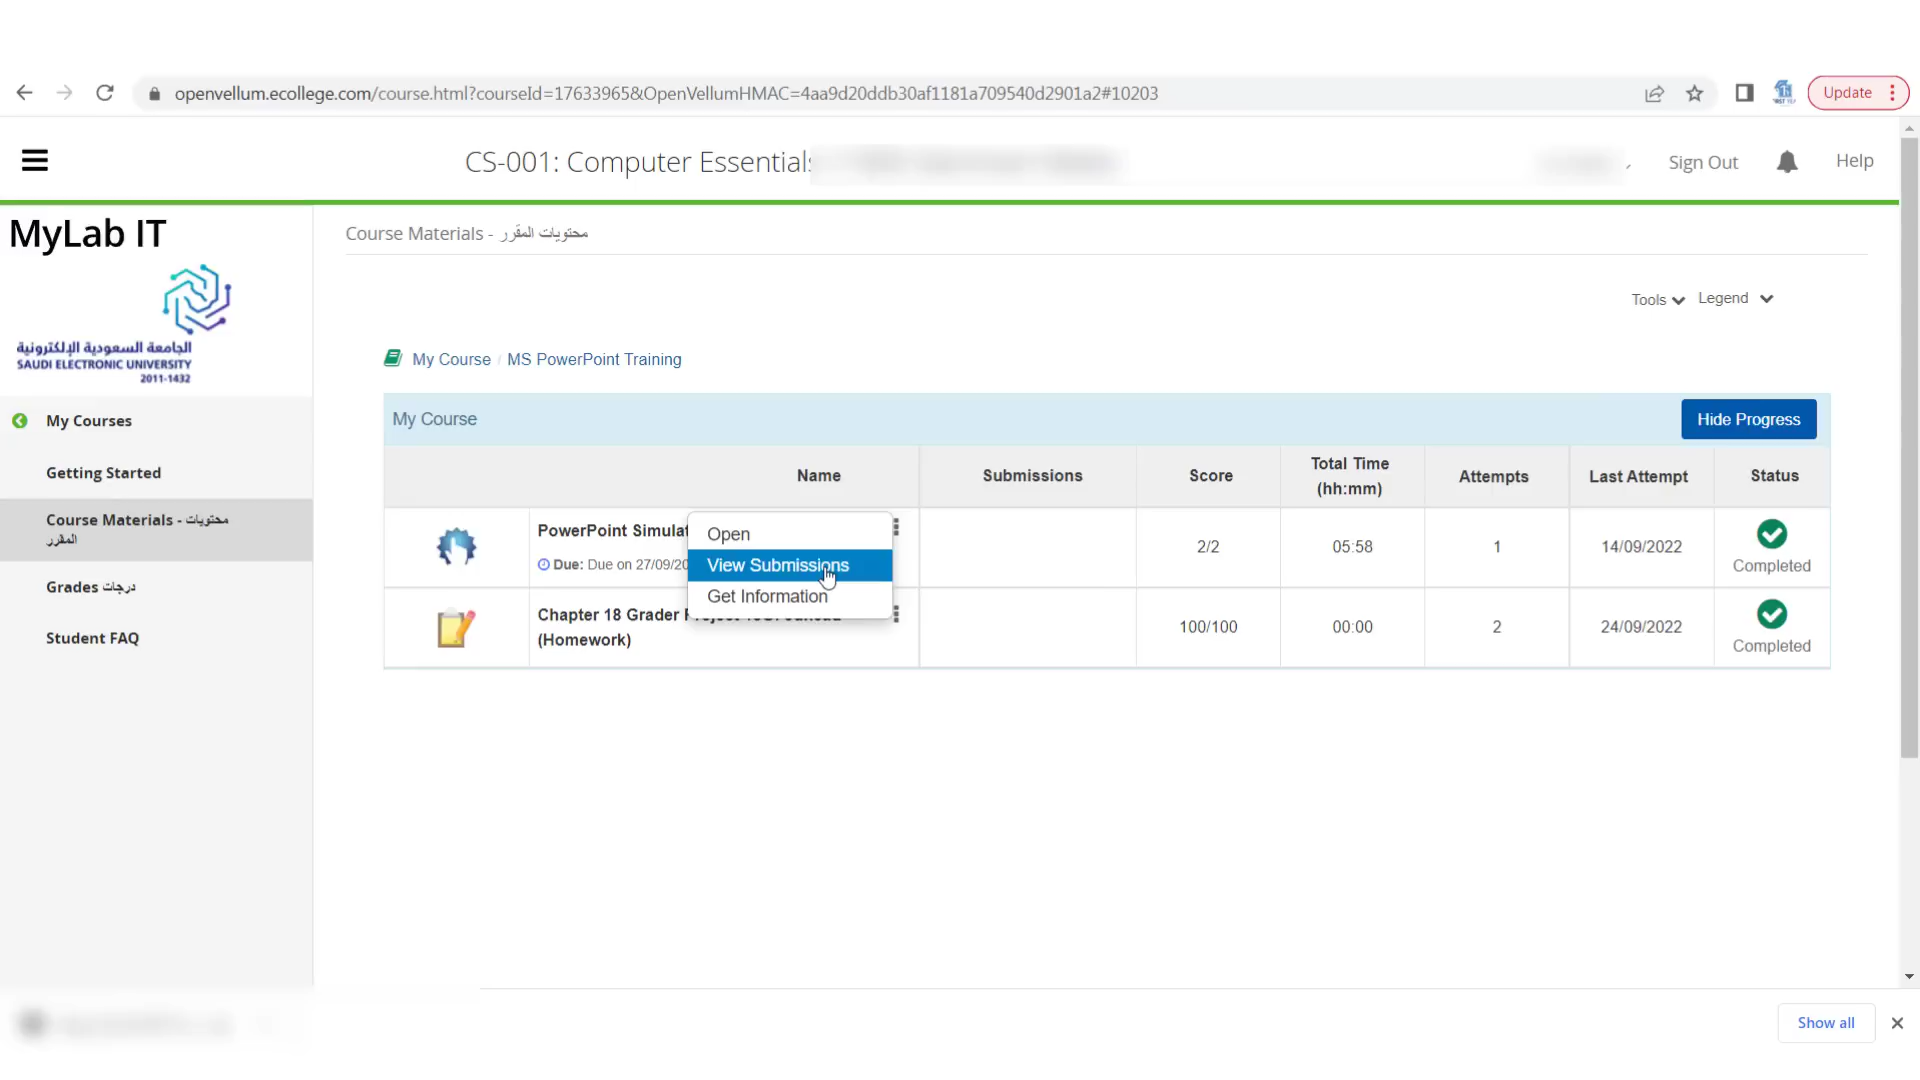 openvellum.ecollege.com/course.html?courseId=17633965&OpenVellumHMAC=4aa9d20ddb30af1181a709540d2901a2#10203
Update
CS-001: Computer Essentials
Sign Out
Help
MyLab IT
الجامعة السعودية الإلكترونية
SAUDI ELECTRONIC UNIVERSITY
2011-1432
My Courses
Getting Started
Course Materials - محتويات
المقرر
Grades درجات
Student FAQ
Course Materials - محتويات المقرر
Tools
Legend
My Course / MS PowerPoint Training
My Course
Hide Progress
Name
Submissions
Score
Total Time
(hh:mm)
Attempts
Last Attempt
Status
PowerPoint Simulat
Due: Due on 27/09/20
2/2
05:58
1
14/09/2022
Completed
Open
View Submissions
Get Information
Chapter 18 Grader
(Homework)
100/100
00:00
2
24/09/2022
Completed
Show all